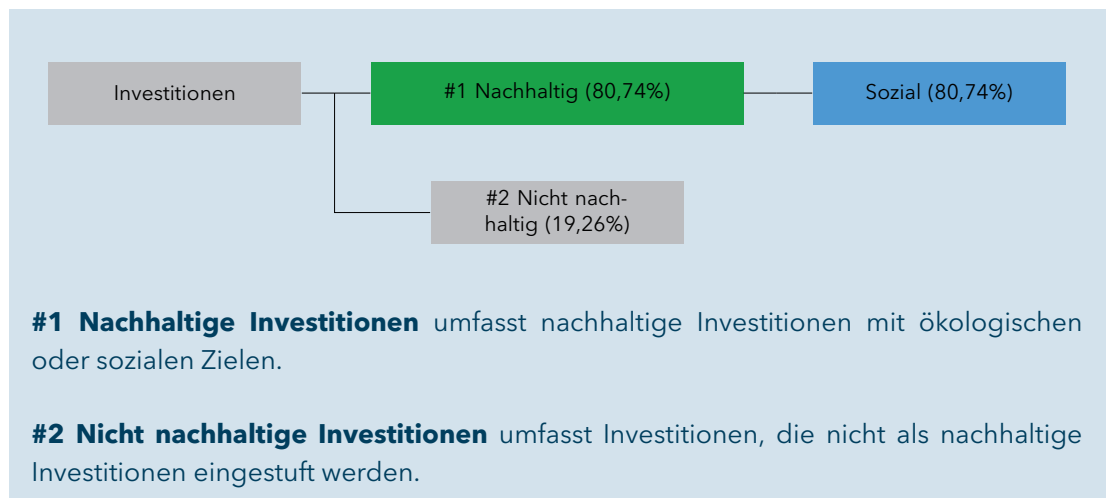 Investitionen
#1 Nachhaltig (80,74%)
Sozial (80,74%)
#2 Nicht nach-
haltig (19,26%)
#1 Nachhaltige Investitionen umfasst nachhaltige Investitionen mit ökologischen
oder sozialen Zielen.
#2 Nicht nachhaltige Investitionen umfasst Investitionen, die nicht als nachhaltige
Investitionen eingestuft werden.